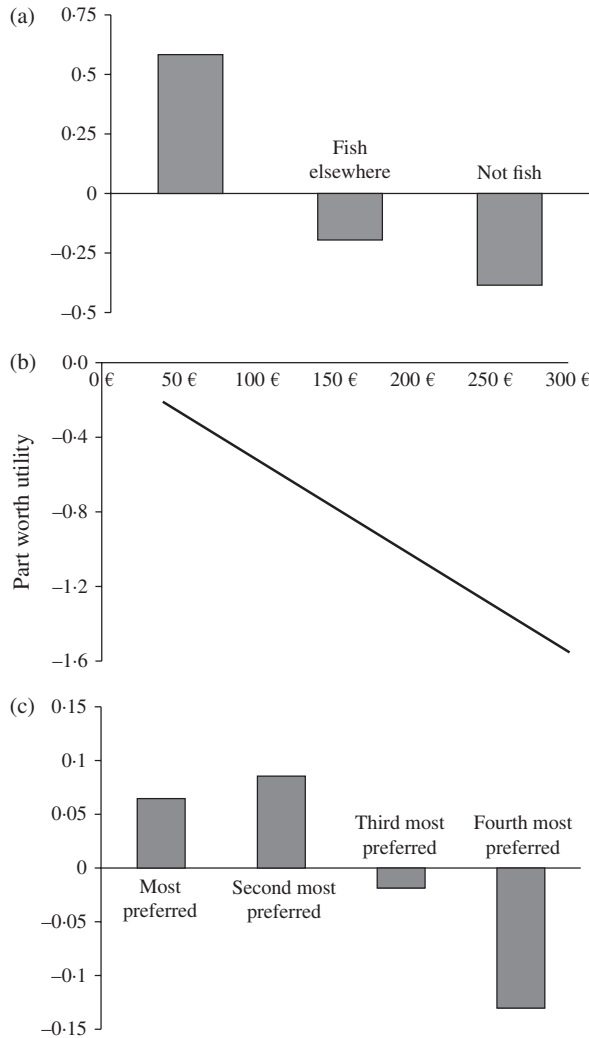 (a)
0·75
0·5
0·25
0
−0·25
−0·5
Fish
elsewhere
Not fish
(b)
0·0
0 €
50 €
100 €
150 €
200 €
250 €
300 €
−0·4
−0·8
−1·2
−1·6
Part worth utility
(c)
0·15
0·1
0·05
0
−0·05
−0·1
−0·15
Most
preferred
Second most
preferred
Third most
preferred
Fourth most
preferred